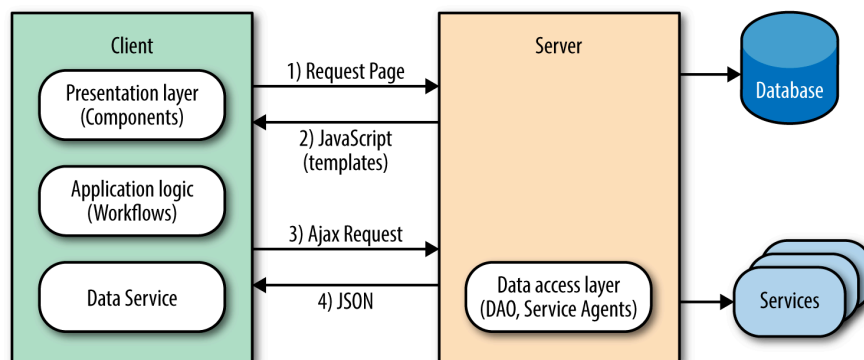 Client
Presentation layer
(Components)
Application logic
(Workflows)
Data Service
1) Request Page
2) JavaScript
(templates)
3) Ajax Request
4) JSON
Server
Data access layer
(DAO, Service Agents)
Database
Services